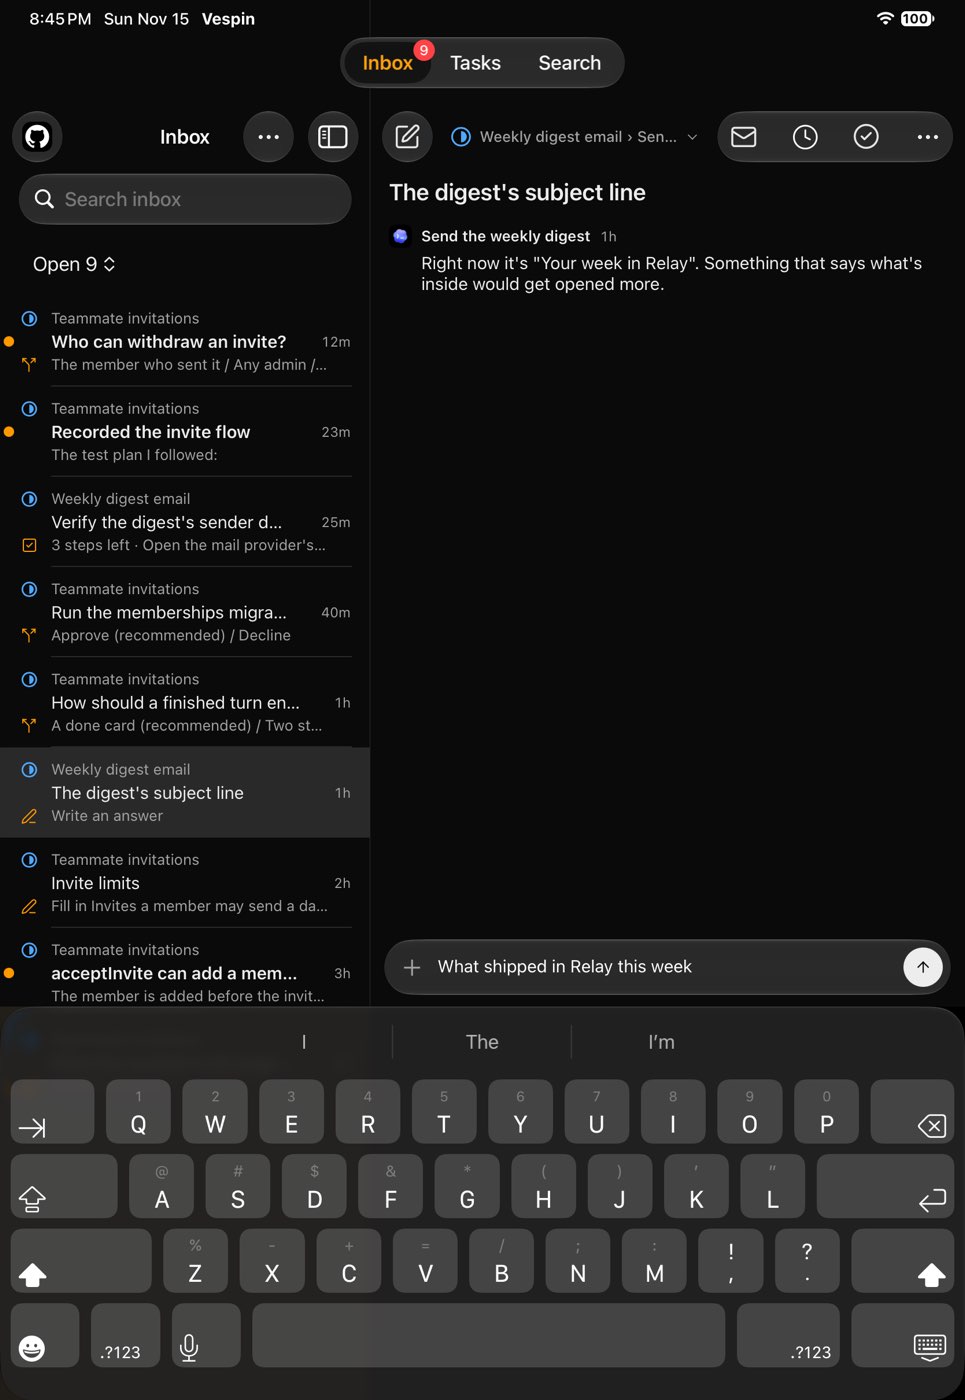 8:45 PM Sun Nov 15 Vespin
100
Inbox 9 Tasks Search
Inbox
Weekly digest email › Sen...
Search inbox
The digest's subject line
Send the weekly digest 1h
Right now it's "Your week in Relay". Something that says what's
inside would get opened more.
Open 9
Teammate invitations
Who can withdraw an invite? 12m
The member who sent it / Any admin /...
Teammate invitations
Recorded the invite flow 23m
The test plan I followed:
Weekly digest email
Verify the digest's sender d... 25m
3 steps left · Open the mail provider's...
Teammate invitations
Run the memberships migra... 40m
Approve (recommended) / Decline
Teammate invitations
How should a finished turn en... 1h
A done card (recommended) / Two st...
Weekly digest email
The digest's subject line 1h
Write an answer
Teammate invitations
Invite limits 2h
Fill in Invites a member may send a da...
Teammate invitations
acceptInvite can add a mem... 3h
The member is added before the invit...
What shipped in Relay this week
I The I'm
1 2 3 4 5 6 7 8 9 0
Q W E R T Y U I O P
@ # $ & * ( ) ' "
A S D F G H J K L
% - + = / ; : ! ?
Z X C V B N M , .
.?123 .?123